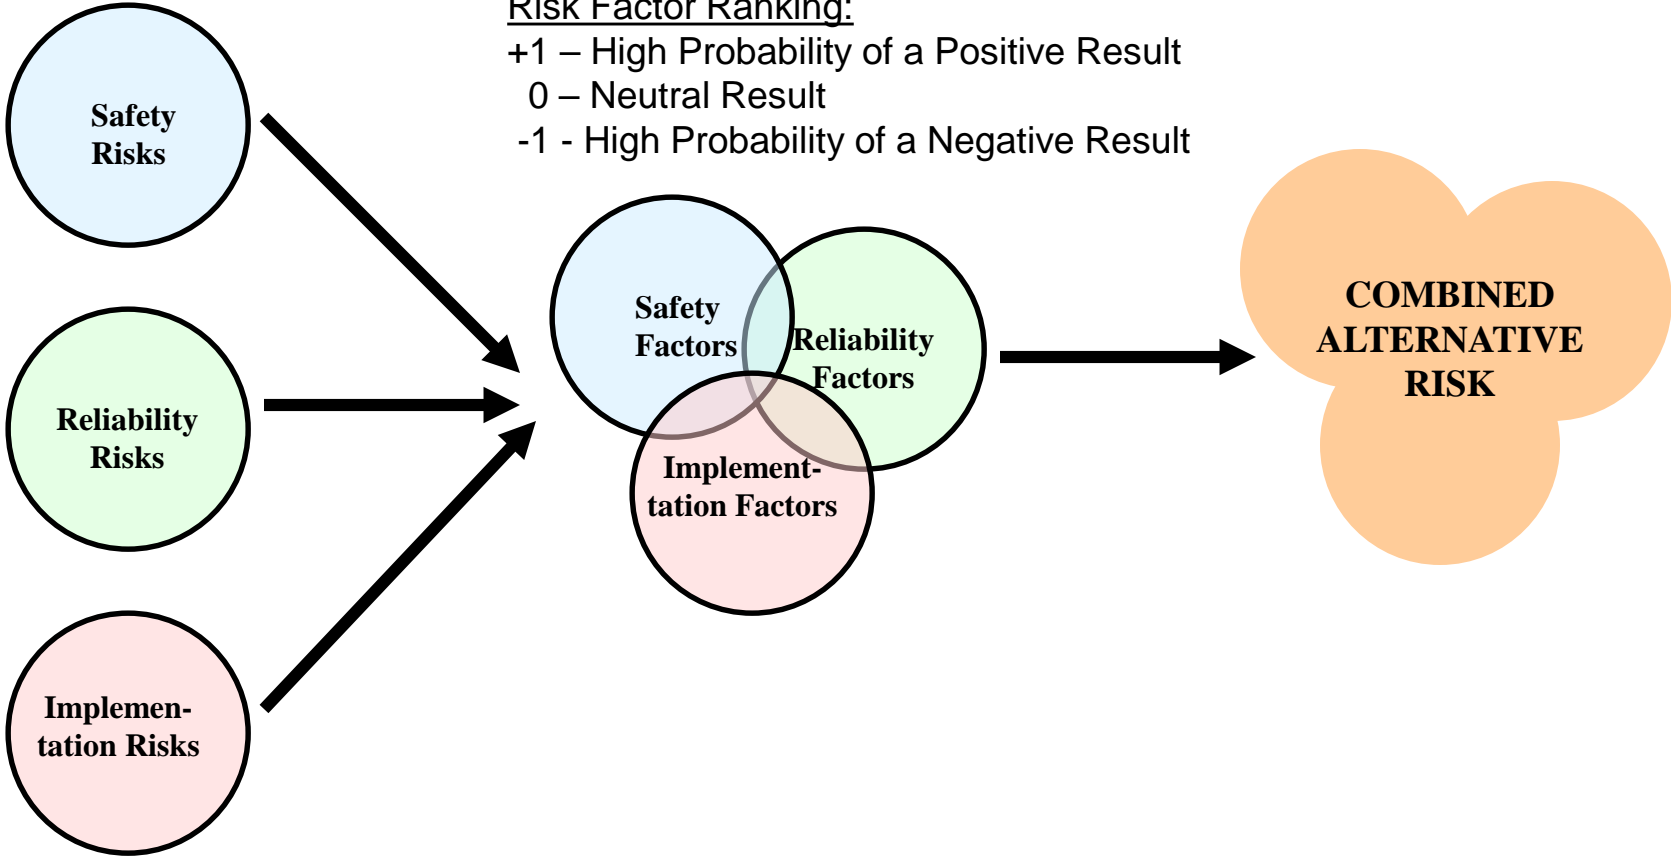 Risk Factor Ranking:
+1 – High Probability of a Positive Result
0 – Neutral Result
-1 - High Probability of a Negative Result
Safety
Risks
Reliability
Risks
Implemen-
tation Risks
Safety
Factors
Reliability
Factors
Implement-
tation Factors
COMBINED
ALTERNATIVE
RISK